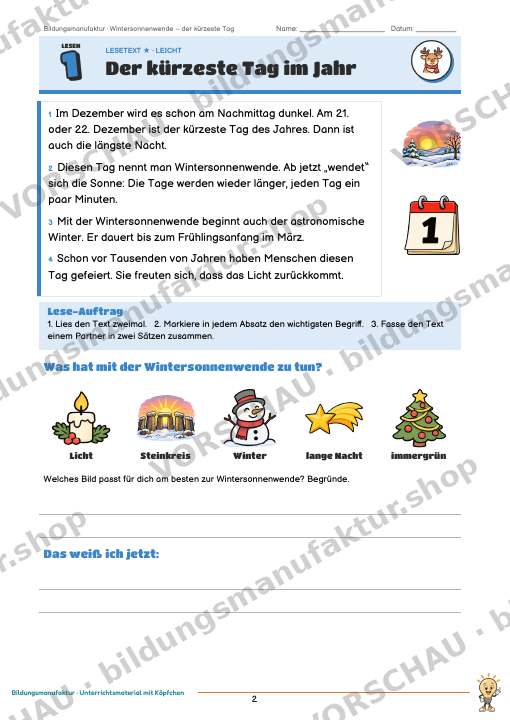 Bildungsmanufaktur · Wintersonnenwende – der kürzeste Tag Name: Datum:
LESEN
1
LESETEXT ★ · LEICHT
Der kürzeste Tag im Jahr
1 Im Dezember wird es schon am Nachmittag dunkel. Am 21.
oder 22. Dezember ist der kürzeste Tag des Jahres. Dann ist
auch die längste Nacht.
2 Diesen Tag nennt man Wintersonnenwende. Ab jetzt „wendet“
sich die Sonne: Die Tage werden wieder länger, jeden Tag ein
paar Minuten.
3 Mit der Wintersonnenwende beginnt auch der astronomische
Winter. Er dauert bis zum Frühlingsanfang im März.
4 Schon vor Tausenden von Jahren haben Menschen diesen
Tag gefeiert. Sie freuten sich, dass das Licht zurückkommt.
1
Lese-Auftrag
1. Lies den Text zweimal. 2. Markiere in jedem Absatz den wichtigsten Begriff. 3. Fasse den Text
einem Partner in zwei Sätzen zusammen.
Was hat mit der Wintersonnenwende zu tun?
Licht Steinkreis Winter lange Nacht immergrün
Welches Bild passt für dich am besten zur Wintersonnenwende? Begründe.
Das weiß ich jetzt:
Bildungsmanufaktur · Unterrichtsmaterial mit Köpfchen
2
VORSCHAU · bildungsmanufaktur.shop